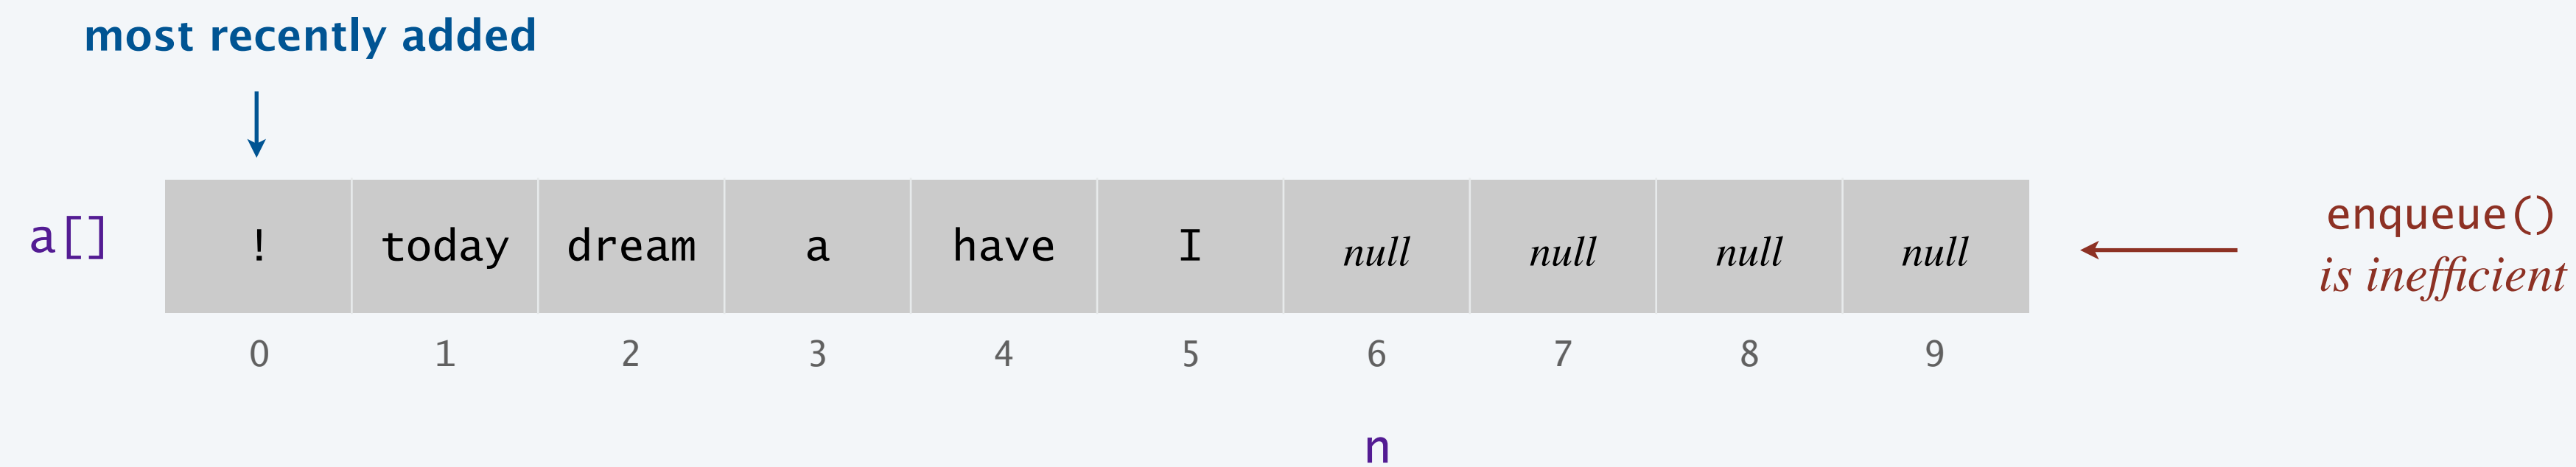 most recently added
a[] ! today dream a have I null null null null
enqueue()
is inefficient
0 1 2 3 4 5 6 7 8 9
n